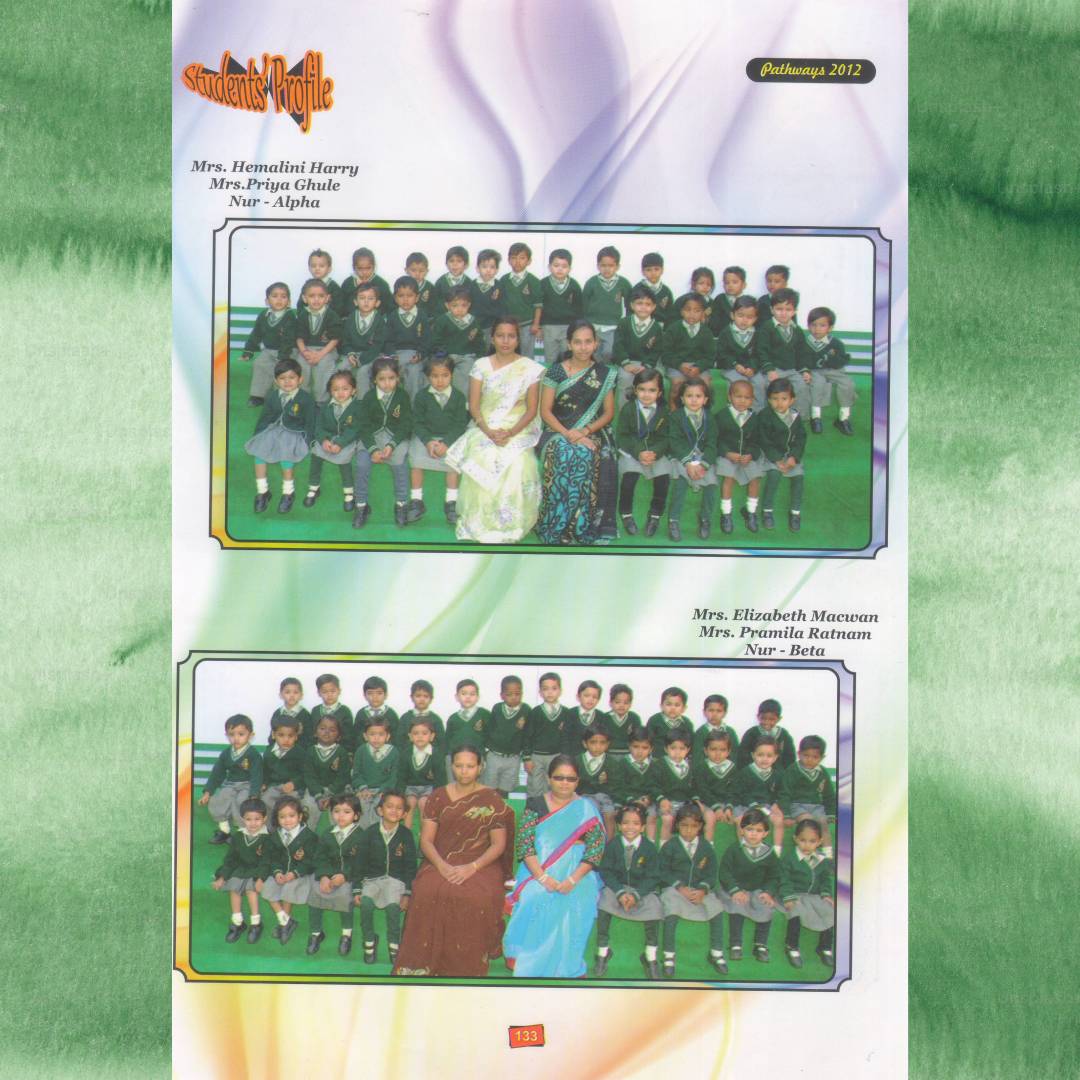 Students' Profile
Pathways 2012
Mrs. Hemalini Harry
Mrs.Priya Ghule
Nur - Alpha
Mrs. Elizabeth Macwan
Mrs. Pramila Ratnam
Nur - Beta
133